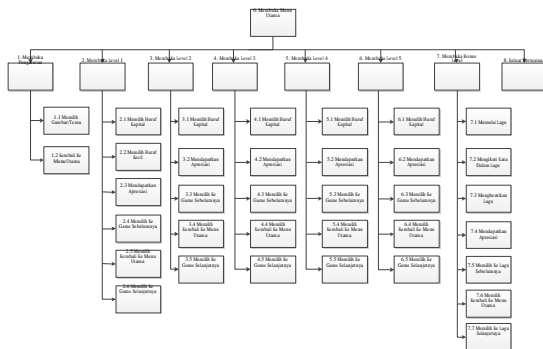 0. Membuka Menu
Utama
1. Membuka
Pengaturan
2. Membuka Level 1
3. Membuka Level 2
4. Membuka Level 3
5. Membuka Level 4
6. Membuka Level 5
7. Membuka Bonus
Level
8. Keluar Permainan
1.1 Memilih
Gambar/Tema
1.2 Kembali Ke
Menu Utama
2.1 Memilih Huruf
Kapital
2.2 Memilih Huruf
Kecil
2.3 Mendapatkan
Apresiasi
2.4 Memilih Ke
Game Sebelumnya
2.5 Memilih
Kembali Ke Menu
Utama
2.6 Memilih Ke
Game Selanjutnya
3.1 Memilih Huruf
Kapital
3.2 Mendapatkan
Apresiasi
3.3 Memilih Ke
Game Sebelumnya
3.4 Memilih
Kembali Ke Menu
Utama
3.5 Memilih Ke
Game Selanjutnya
4.1 Memilih Huruf
Kapital
4.2 Mendapatkan
Apresiasi
4.3 Memilih Ke
Game Sebelumnya
4.4 Memilih
Kembali Ke Menu
Utama
4.5 Memilih Ke
Game Selanjutnya
5.1 Memilih Huruf
Kapital
5.2 Mendapatkan
Apresiasi
5.3 Memilih Ke
Game Sebelumnya
5.4 Memilih
Kembali Ke Menu
Utama
5.5 Memilih Ke
Game Selanjutnya
6.1 Memilih Huruf
Kapital
6.2 Mendapatkan
Apresiasi
6.3 Memilih Ke
Game Sebelumnya
6.4 Memilih
Kembali Ke Menu
Utama
6.5 Memilih Ke
Game Selanjutnya
7.1 Memulai Lagu
7.2 Mengikuti Kata
Dalam Lagu
7.3 Menghentikan
Lagu
7.4 Mendapatkan
Apresiasi
7.5 Memilih Ke Lagu
Sebelumnya
7.6 Memilih
Kembali Ke Menu
Utama
7.7 Memilih Ke Lagu
Selanjutnya